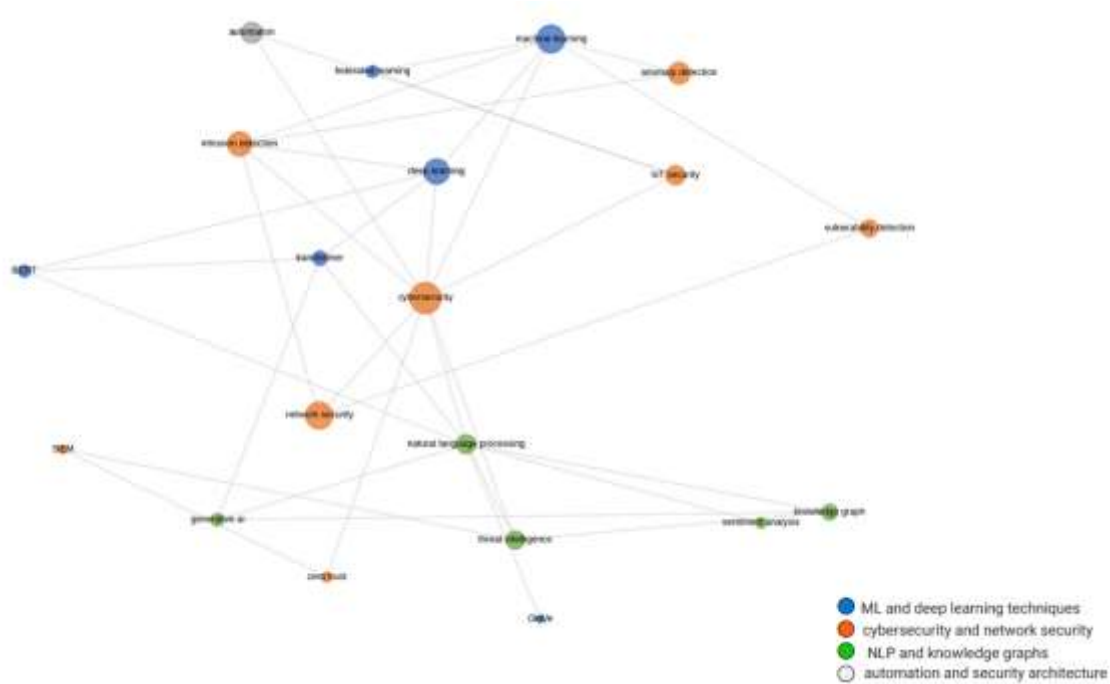 automation
machine learning
federated learning
anomaly detection
intrusion detection
deep learning
IoT security
vulnerability detection
transformer
BERT
cybersecurity
network security
natural language processing
SIEM
generative ai
knowledge graph
sentiment analysis
threat intelligence
zero trust
ML and deep learning techniques
cybersecurity and network security
NLP and knowledge graphs
automation and security architecture